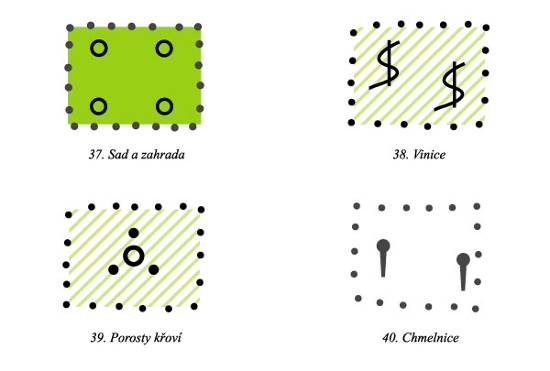 37. Sad a zahrada
38. Vinice
39. Porosty křoví
40. Chmelnice